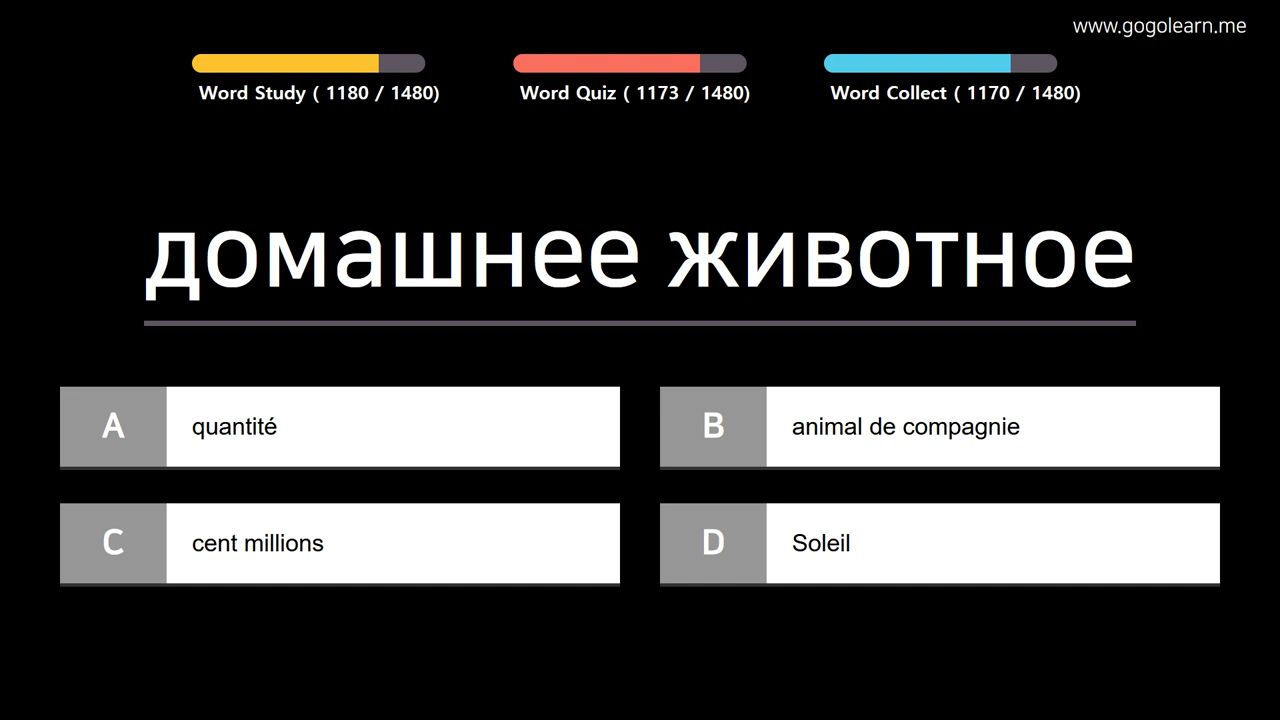 www.gogolearn.me
Word Study ( 1180 / 1480)
Word Quiz ( 1173 / 1480)
Word Collect ( 1170 / 1480)
домашнее животное
A quantité
B animal de compagnie
C cent millions
D Soleil